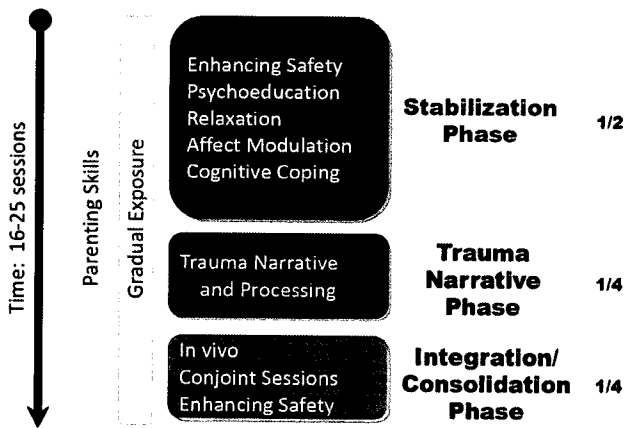 Time: 16-25 sessions
Parenting Skills
Gradual Exposure
Enhancing Safety
Psychoeducation
Relaxation
Affect Modulation
Cognitive Coping
Stabilization
Phase
1/2
Trauma Narrative
and Processing
Trauma
Narrative
Phase
1/4
In vivo
Conjoint Sessions
Enhancing Safety
Integration/
Consolidation
Phase
1/4